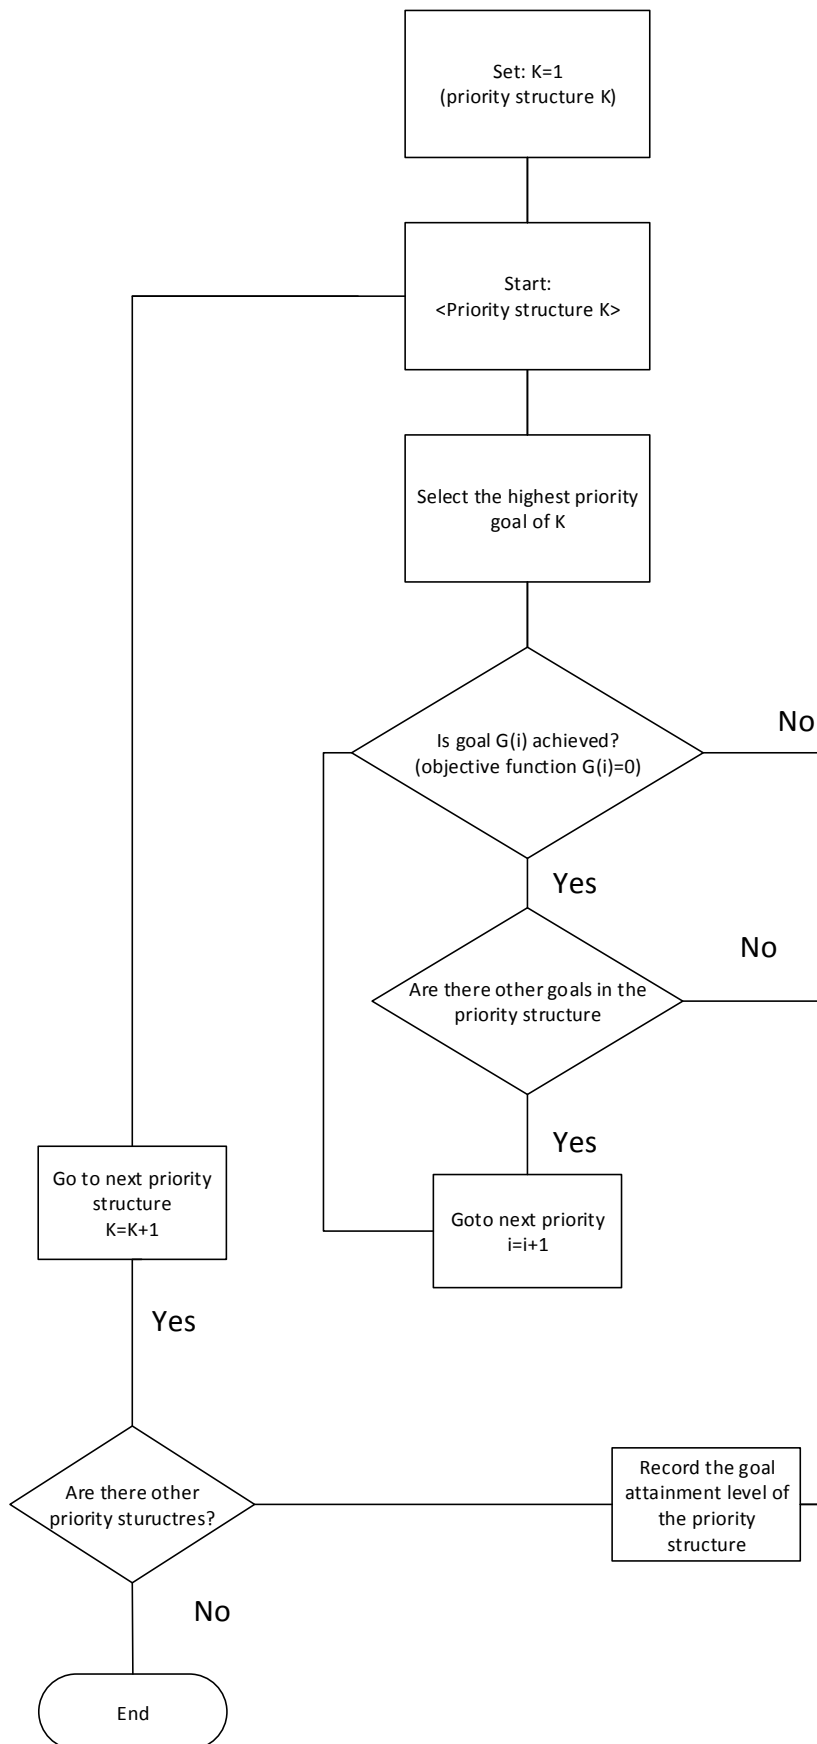 Set: K=1
(priority structure K)
Start:
<Priority structure K>
Select the highest priority
goal of K
No
Is goal G(i) achieved?
(objective function G(i)=0)
Yes
No
Are there other goals in the
priority structure
Yes
Go to next priority
structure
K=K+1
Goto next priority
i=i+1
Yes
Record the goal
attainment level of
the priority
structure
Are there other
priority stuructres?
No
End